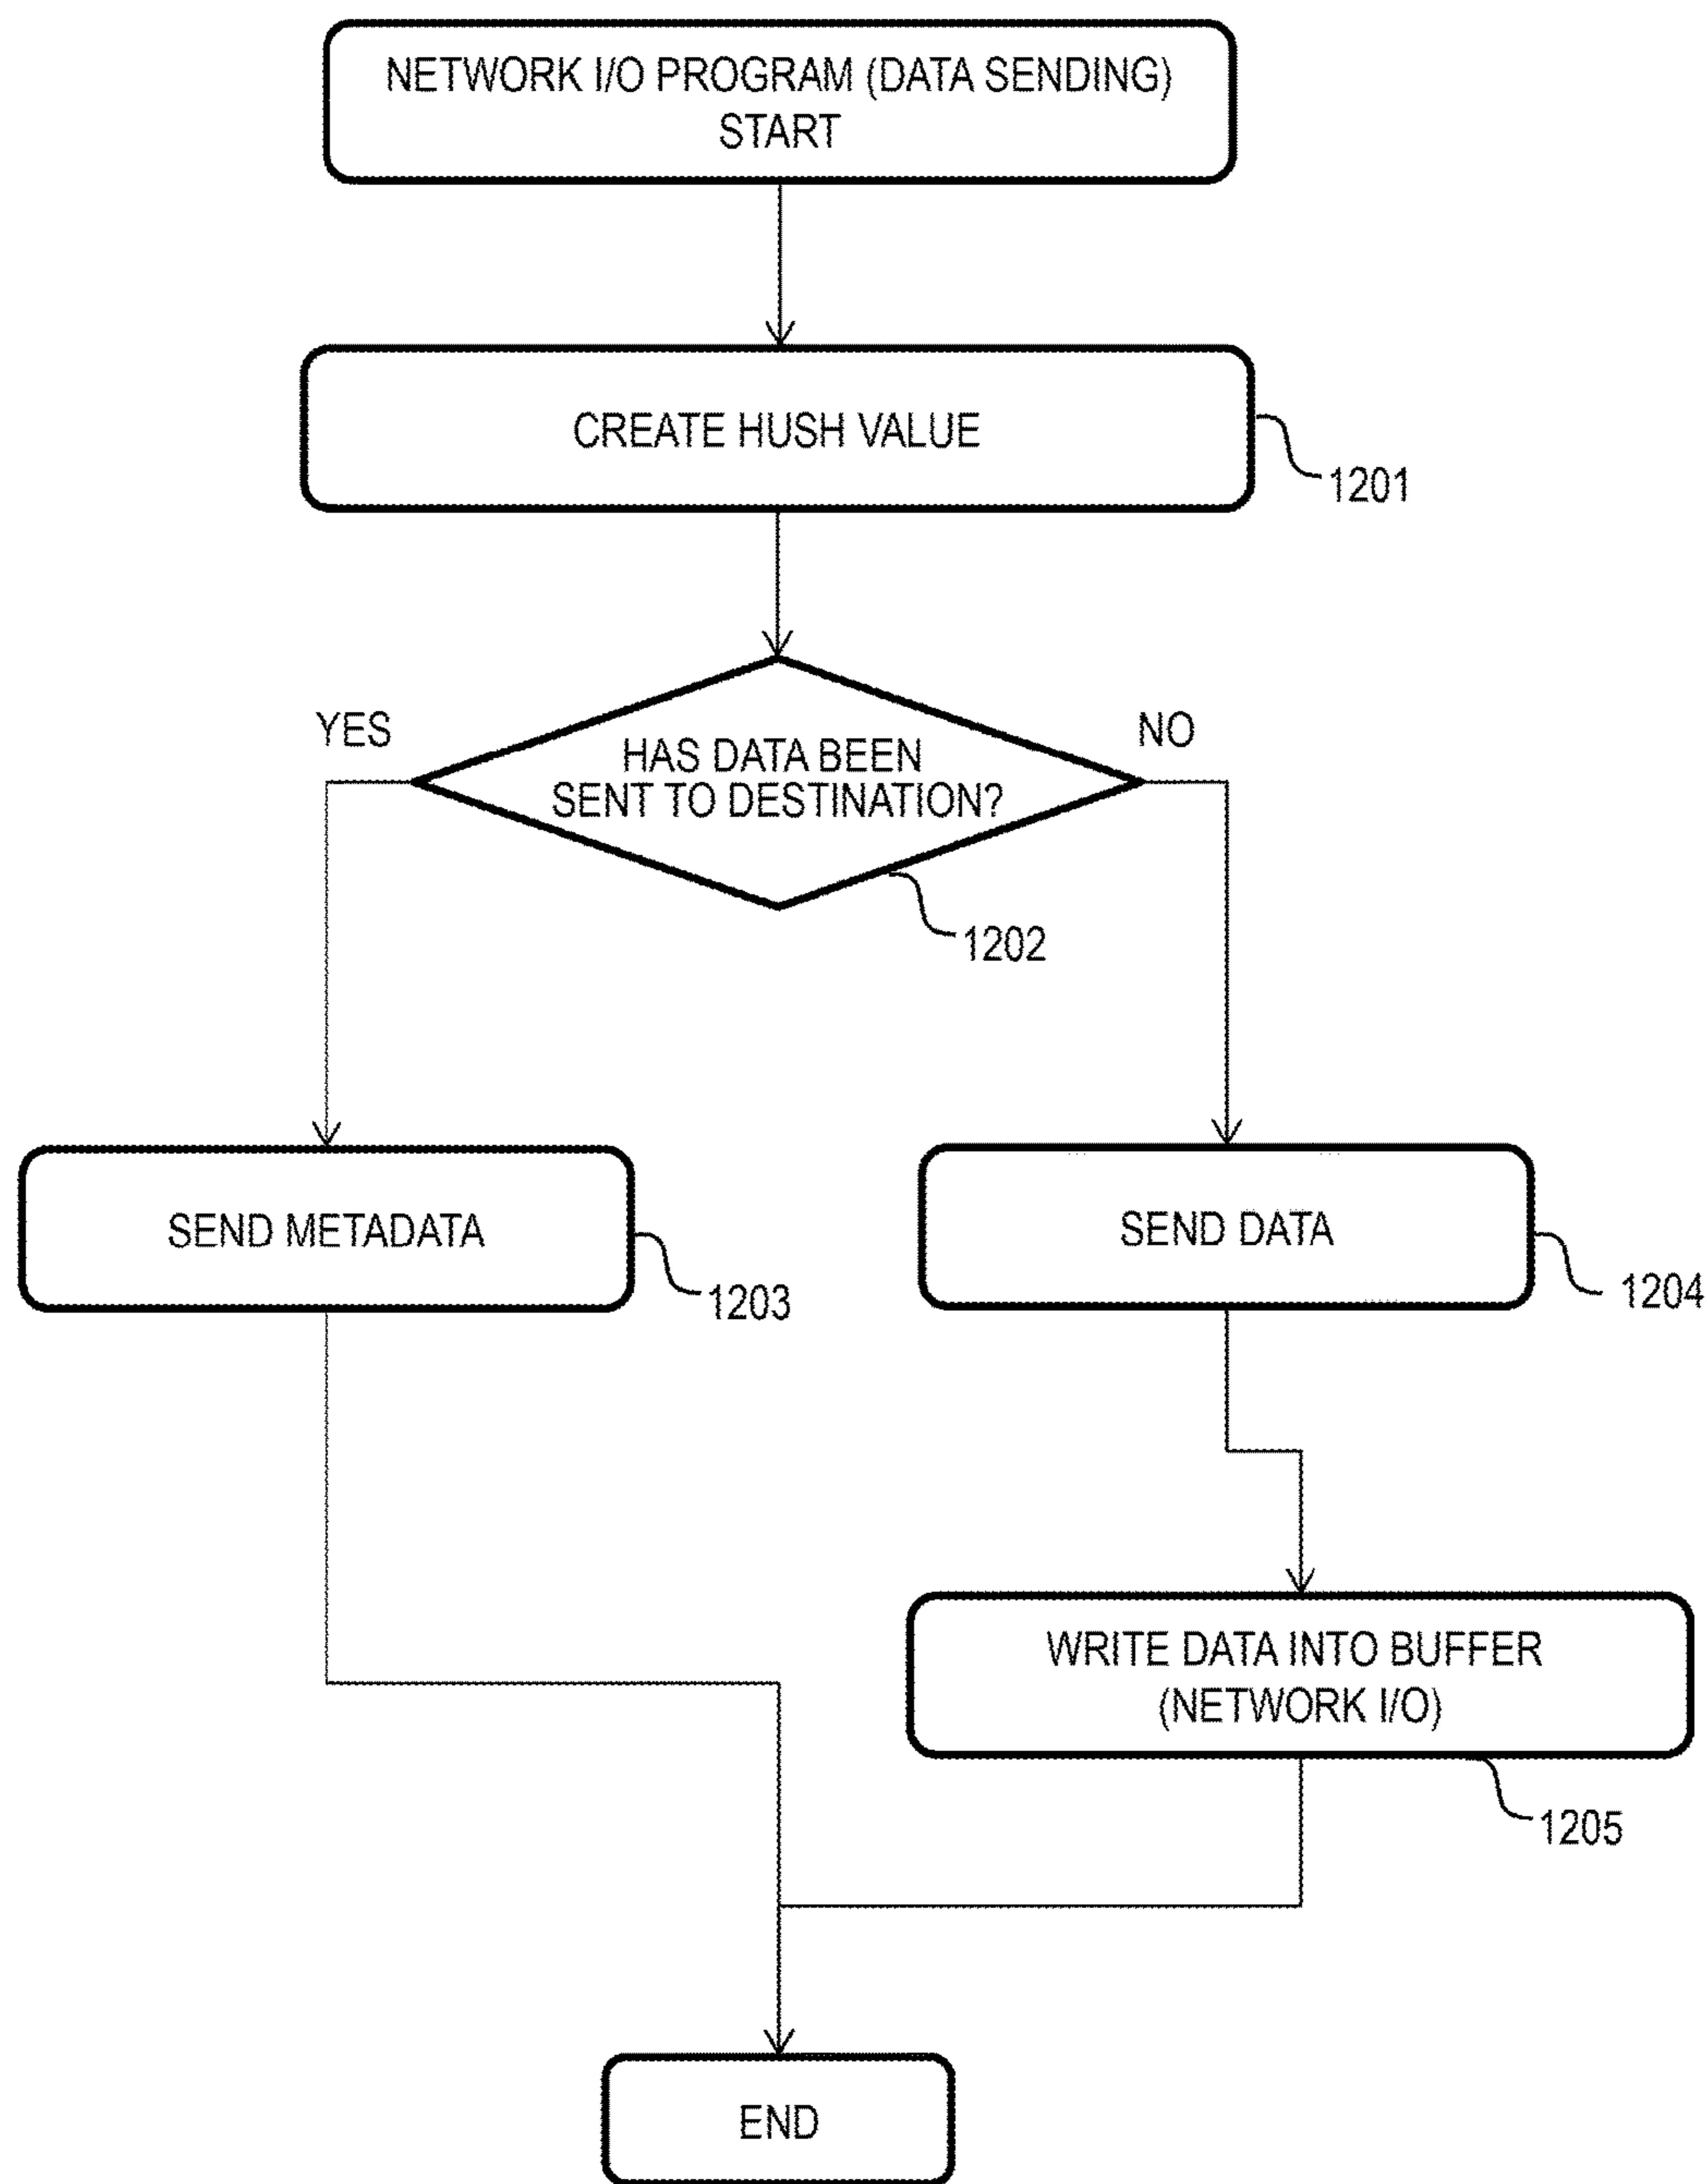 NETWORK I/O PROGRAM (DATA SENDING)
START
CREATE HUSH VALUE
1201
YES
NO
HAS DATA BEEN
SENT TO DESTINATION?
1202
SEND METADATA
1203
SEND DATA
1204
WRITE DATA INTO BUFFER
(NETWORK I/O)
1205
END